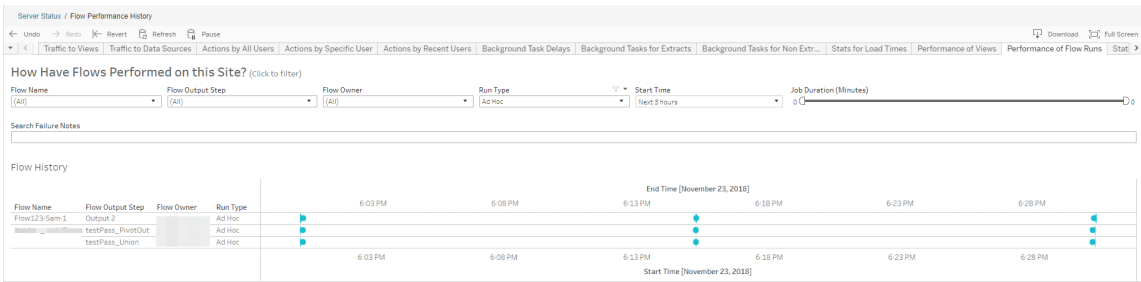 Server Status / Flow Performance History
Undo Redo Revert Refresh Pause Download Full Screen
Traffic to Views Traffic to Data Sources Actions by All Users Actions by Specific User Actions by Recent Users Background Task Delays Background Tasks for Extracts Background Tasks for Non Extr... Stats for Load Times Performance of Views Performance of Flow Runs Stat
How Have Flows Performed on this Site? (Click to filter)
Flow Name Flow Output Step Flow Owner Run Type Start Time Job Duration (Minutes)
(All) (All) (All) Ad Hoc Next 3 hours 0 0
Search Failure Notes
Flow History
End Time [November 23, 2018]
6:03 PM 6:08 PM 6:13 PM 6:18 PM 6:23 PM 6:28 PM
Flow Name Flow Output Step Flow Owner Run Type
Flow123-Sam-1 Output 2 Ad Hoc
testPass_PivotOut Ad Hoc
testPass_Union Ad Hoc
6:03 PM 6:08 PM 6:13 PM 6:18 PM 6:23 PM 6:28 PM
Start Time [November 23, 2018]